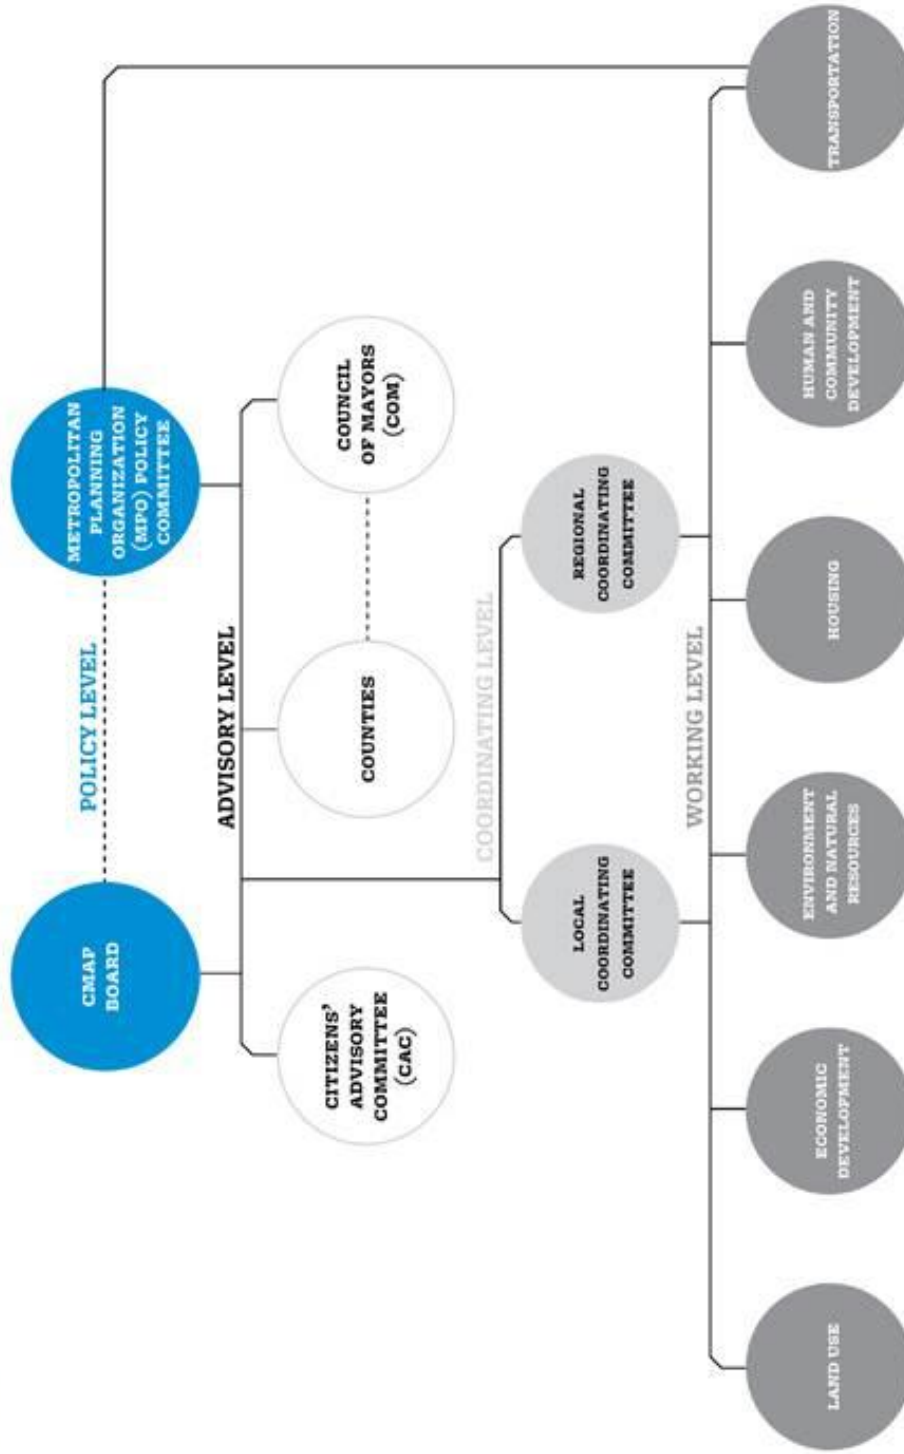 POLICY LEVEL
CMAP
BOARD
METROPOLITAN
PLANNING
ORGANIZATION
(MPO) POLICY
COMMITTEE
ADVISORY LEVEL
CITIZENS’
ADVISORY
COMMITTEE
(CAC)
COUNTIES
COUNCIL
OF MAYORS
(COM)
COORDINATING LEVEL
LOCAL
COORDINATING
COMMITTEE
REGIONAL
COORDINATING
COMMITTEE
WORKING LEVEL
LAND USE
ECONOMIC
DEVELOPMENT
ENVIRONMENT
AND NATURAL
RESOURCES
HOUSING
HUMAN AND
COMMUNITY
DEVELOPMENT
TRANSPORTATION